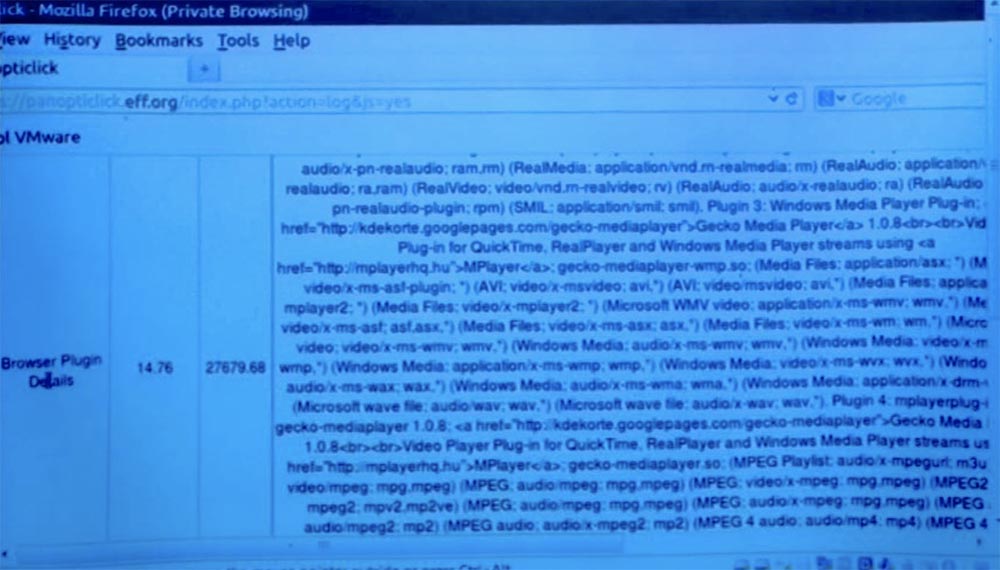 lick - Mozilla Firefox (Private Browsing)
iew History Bookmarks Tools Help
opticlick +
s://panopticlick.eff.org/index.php?action=log&js=yes Google
ol VMware
audio/x-pn-realaudio; ram,rm) (RealMedia; application/vnd.rn-realmedia; rm) (RealAudio; application/v
realaudio; ra,ram) (RealVideo; video/vnd.rn-realvideo; rv) (RealAudio; audio/x-realaudio; ra) (RealAudio
pn-realaudio-plugin; rpm) (SMIL; application/smil; smil). Plugin 3: Windows Media Player Plug-in;
href="http://kdekorte.googlepages.com/gecko-mediaplayer">Gecko Media Player</a> 1.0.8<br><br>Vid
Plug-in for QuickTime, RealPlayer and Windows Media Player streams using <a
href="http://mplayerhq.hu">MPlayer</a>; gecko-mediaplayer-wmp.so; (Media Files; application/asx; *) (M
video/x-ms-asf-plugin; *) (AVI; video/x-msvideo; avi,*) (AVI; video/msvideo; avi,*) (Media Files; applica
mplayer2; *) (Media Files; video/x-mplayer2; *) (Microsoft WMV video; application/x-ms-wmv; wmv,*) (Me
video/x-ms-asf; asf,asx,*) (Media Files; video/x-ms-asx; asx,*) (Media Files; video/x-ms-wm; wm,*) (Micro
video; video/x-ms-wmv; wmv,*) (Windows Media; audio/x-ms-wmv; wmv,*) (Windows Media; video/x-m
Browser Plugin Details 14.76 27679.68
wmp,*) (Windows Media; application/x-ms-wmp; wmp,*) (Windows Media; video/x-ms-wvx; wvx,*) (Windo
audio/x-ms-wax; wax,*) (Windows Media; audio/x-ms-wma; wma,*) (Windows Media; application/x-drm-
(Microsoft wave file; audio/wav; wav,*) (Microsoft wave file; audio/x-wav; wav,*). Plugin 4: mplayerplug-i
gecko-mediaplayer 1.0.8; <a href="http://kdekorte.googlepages.com/gecko-mediaplayer">Gecko Media
1.0.8<br><br>Video Player Plug-in for QuickTime, RealPlayer and Windows Media Player streams us
href="http://mplayerhq.hu">MPlayer</a>; gecko-mediaplayer.so; (MPEG Playlist; audio/x-mpegurl; m3u
video/mpeg; mpg,mpeg) (MPEG; audio/mpeg; mpg,mpeg) (MPEG; video/x-mpeg; mpg,mpeg) (MPEG2
mpeg2; mpv2,mp2ve) (MPEG; audio/mpeg; mpg,mpeg) (MPEG; audio/x-mpeg; mpg,mpeg) (MPEG
audio/mpeg2; mp2) (MPEG audio; audio/x-mpeg2; mp2) (MPEG 4 audio; audio/mp4; mp4) (MPEG 4